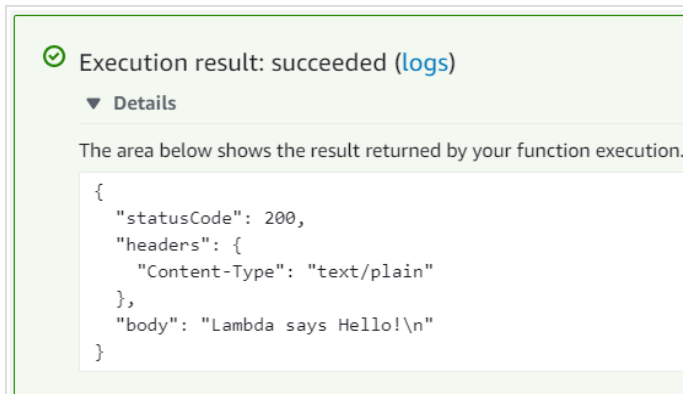 Execution result: succeeded (logs)
Details
The area below shows the result returned by your function execution.
{
  "statusCode": 200,
  "headers": {
    "Content-Type": "text/plain"
  },
  "body": "Lambda says Hello!\n"
}